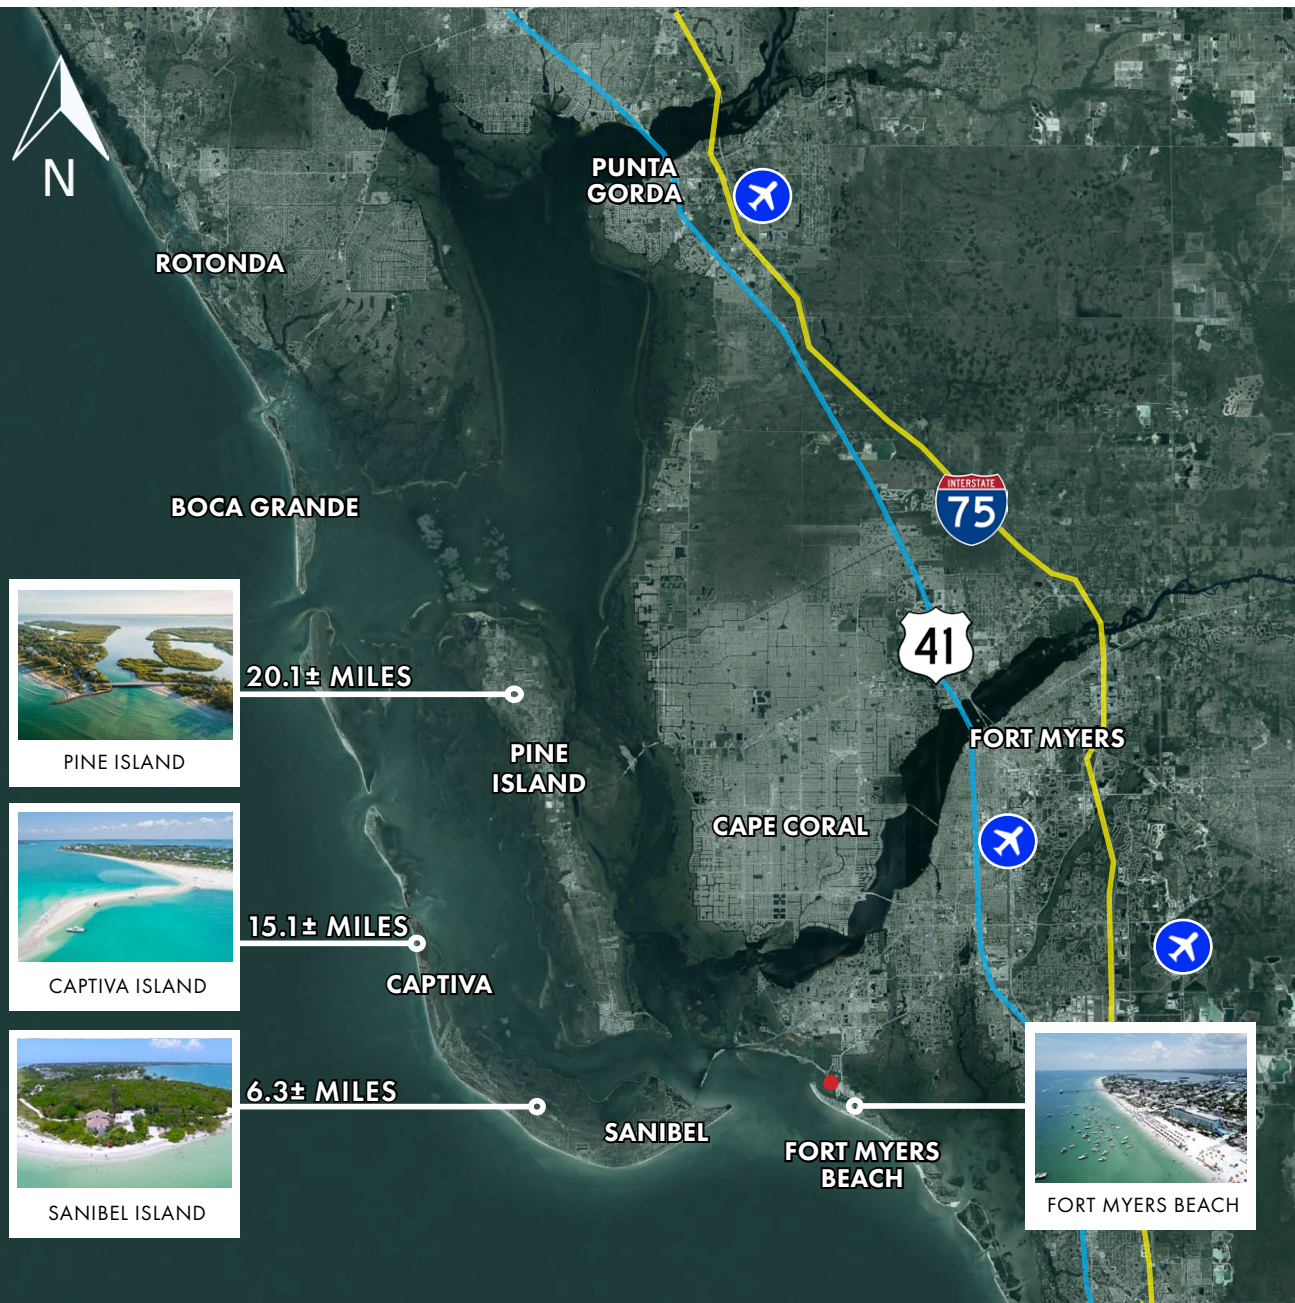 N
PUNTA
GORDA
ROTONDA
BOCA GRANDE
INTERSTATE
75
41
20.1± MILES
PINE ISLAND
PINE
ISLAND
FORT MYERS
CAPE CORAL
15.1± MILES
CAPTIVA ISLAND
CAPTIVA
6.3± MILES
SANIBEL ISLAND
SANIBEL
FORT MYERS
BEACH
FORT MYERS BEACH